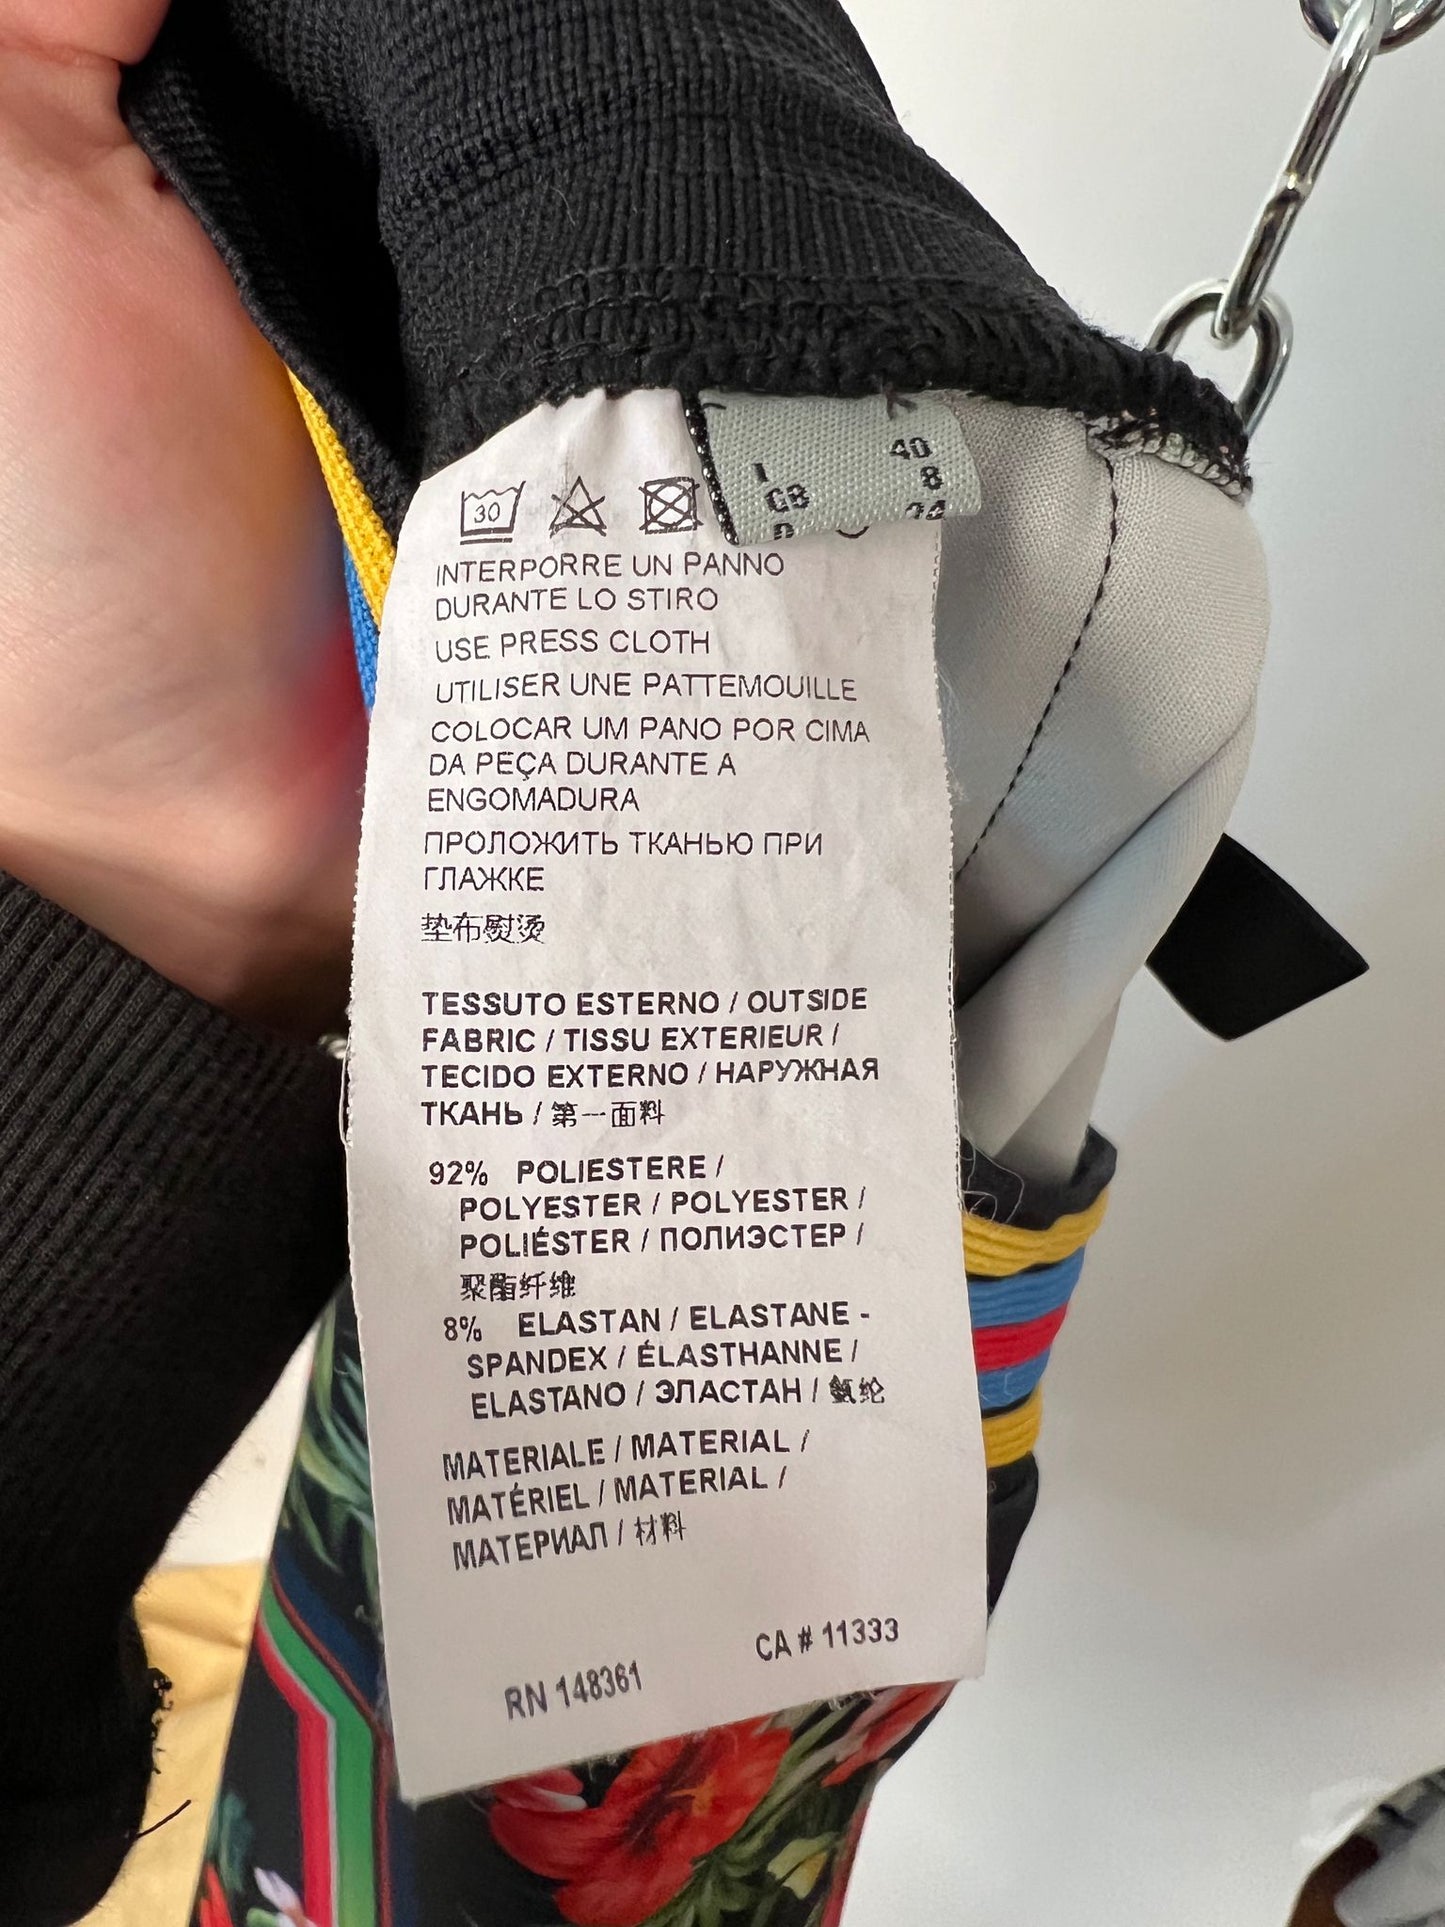 I 40
GB 8
D 34
30
INTERPORRE UN PANNO
DURANTE LO STIRO
USE PRESS CLOTH
UTILISER UNE PATTEMOUILLE
COLOCAR UM PANO POR CIMA
DA PEÇA DURANTE A
ENGOMADURA
ПРОЛОЖИТЬ ТКАНЬЮ ПРИ
ГЛАЖКЕ
垫布熨烫
TESSUTO ESTERNO / OUTSIDE
FABRIC / TISSU EXTERIEUR /
TECIDO EXTERNO / НАРУЖНАЯ
ТКАНЬ / 第一面料
92% POLIESTERE /
POLYESTER / POLYESTER /
POLIÉSTER / ПОЛИЭСТЕР /
聚酯纤维
8% ELASTAN / ELASTANE -
SPANDEX / ÉLASTHANNE /
ELASTANO / ЭЛАСТАН / 氨纶
MATERIALE / MATERIAL /
MATÉRIEL / MATERIAL /
МАТЕРИАЛ / 材料
CA # 11333
RN 148361